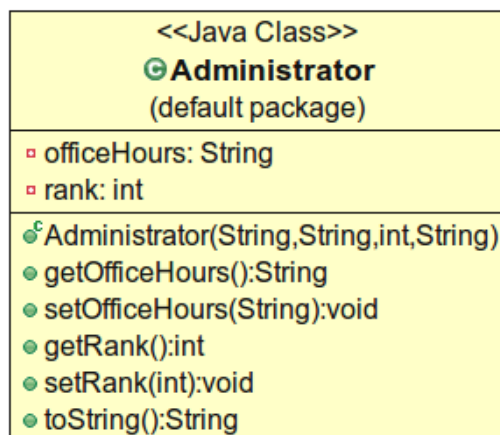 <<Java Class>>
Administrator
(default package)
officeHours: String
rank: int
Administrator(String,String,int,String)
getOfficeHours():String
setOfficeHours(String):void
getRank():int
setRank(int):void
toString():String